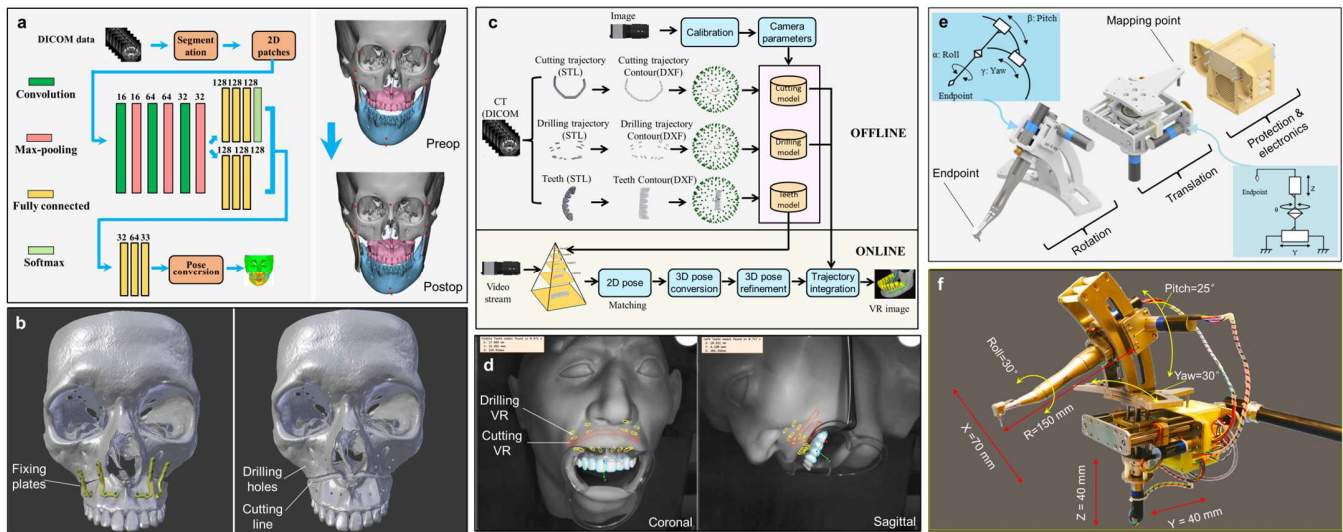 a
DICOM data
Segment
ation
2D
patches
Convolution
Max-pooling
Fully connected
Softmax
16 16 64 64 32 32
128 128 128 128
128 128 128 128
32 64 33
Pose
conversion
Preop
Postop
b
Fixing
plates
Drilling
holes
Cutting
line
c
Image
Calibration
Camera
parameters
Cutting trajectory
(STL)
Cutting trajectory
Contour(DXF)
Cutting
model
CT
(DICOM
Drilling trajectory
(STL)
Drilling trajectory
Contour(DXF)
Drilling
model
OFFLINE
Teeth (STL)
Teeth Contour(DXF)
Teeth
model
ONLINE
Video
stream
2D pose
Matching
3D pose
conversion
3D pose
refinement
Trajectory
integration
VR image
d
Drilling
VR
Cutting
VR
Coronal
Sagittal
e
β: Pitch
α: Roll
γ: Yaw
Endpoint
Mapping point
Protection &
electronics
Translation
Rotation
Endpoint
Endpoint
Z
θ
Y
f
Pitch=25°
Roll=30°
Yaw=30°
R=150 mm
X =70 mm
Z = 40 mm
Y = 40 mm